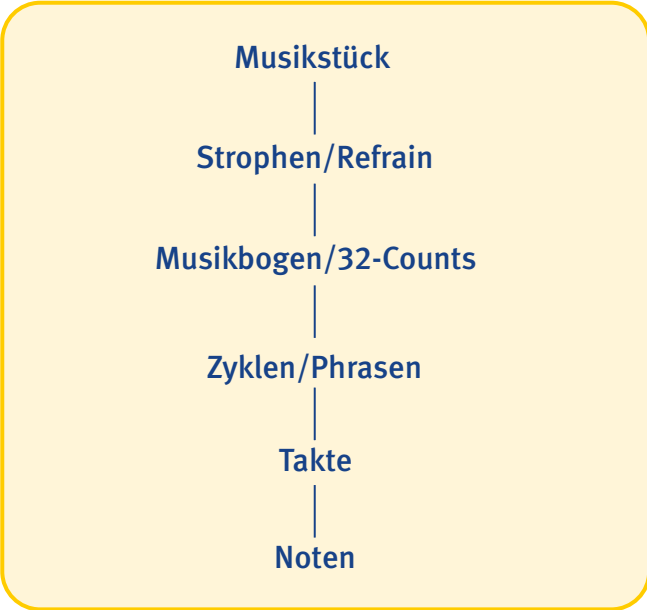 Musikstück
Strophen/Refrain
Musikbogen/32-Counts
Zyklen/Phrasen
Takte
Noten